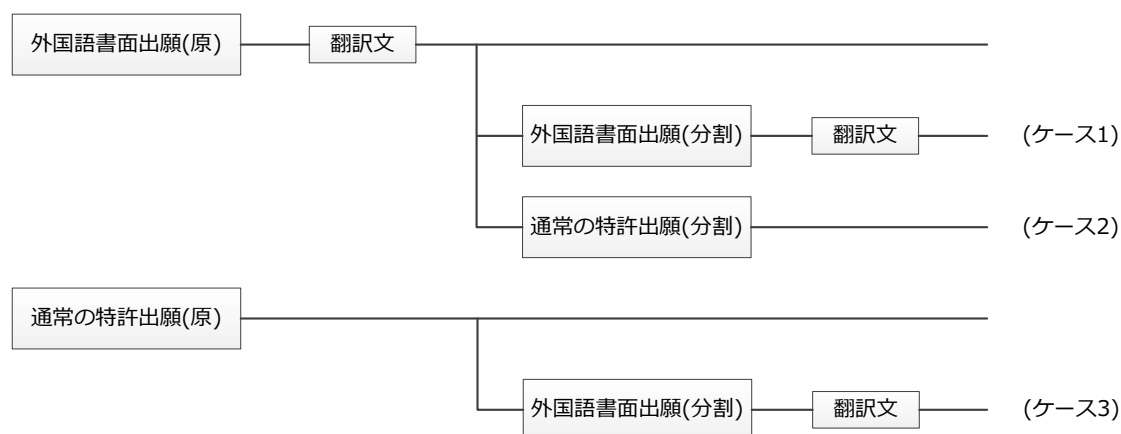 外国語書面出願(原)
翻訳文
外国語書面出願(分割)
翻訳文
(ケース1)
通常の特許出願(分割)
(ケース2)
通常の特許出願(原)
外国語書面出願(分割)
翻訳文
(ケース3)